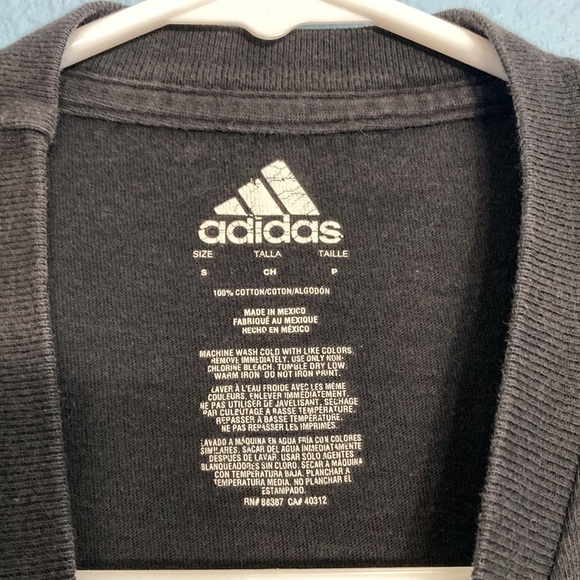 adidas
SIZE TALLA TAILLE
S CH P
100% COTTON/COTON/ALGODÓN
MADE IN MEXICO
FABRIQUÉ AU MEXIQUE
HECHO EN MÉXICO
MACHINE WASH COLD WITH LIKE COLORS,
REMOVE IMMEDIATELY. USE ONLY NON-
CHLORINE BLEACH. TUMBLE DRY LOW.
WARM IRON. DO NOT IRON PRINT.
LAVER À L'EAU FROIDE AVEC LES MÊME
COULEURS. ENLEVER IMMÉDIATEMENT.
NE PAS UTILISER DE JAVELISANT, SÉCHAGE
PAR CULEUTAGE A BASSE TEMPÉRATURE.
REPASSER À BASSE TEMPÉRATURE.
NE PAS REPASSER LES IMPRIMÉS.
LAVADO A MÁQUINA EN AGUA FRÍA CON COLORES
SIMILARES. SACAR DEL AGUA INMEDIATAMENTE
DESPUES DE LAVAR. USAR SOLO AGENTES
BLANQUEADORES SIN CLORO. SECAR A MÁQUINA
CON TEMPERATURA BAJA. PLANCHAR A
TEMPERATURA MEDIA. NO PLANCHAR EL
ESTAMPADO.
RN# 88387 CA# 40312